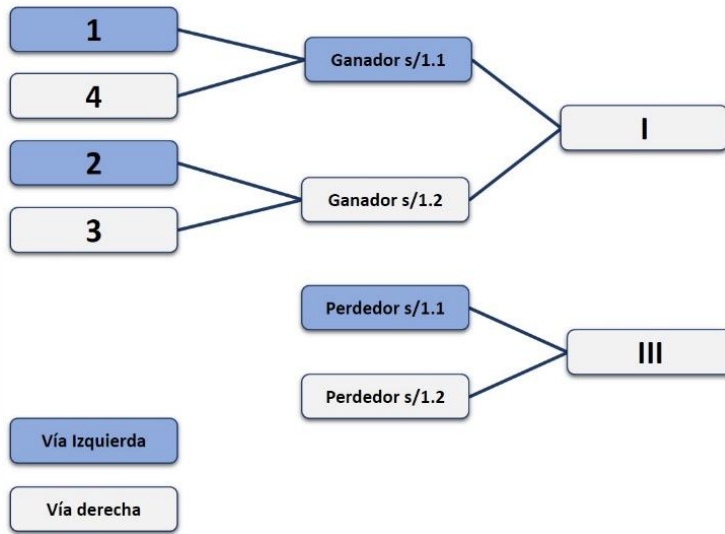 1
4
2
3
Ganador s/1.1
Ganador s/1.2
I
Perdedor s/1.1
Perdedor s/1.2
III
Vía Izquierda
Vía derecha